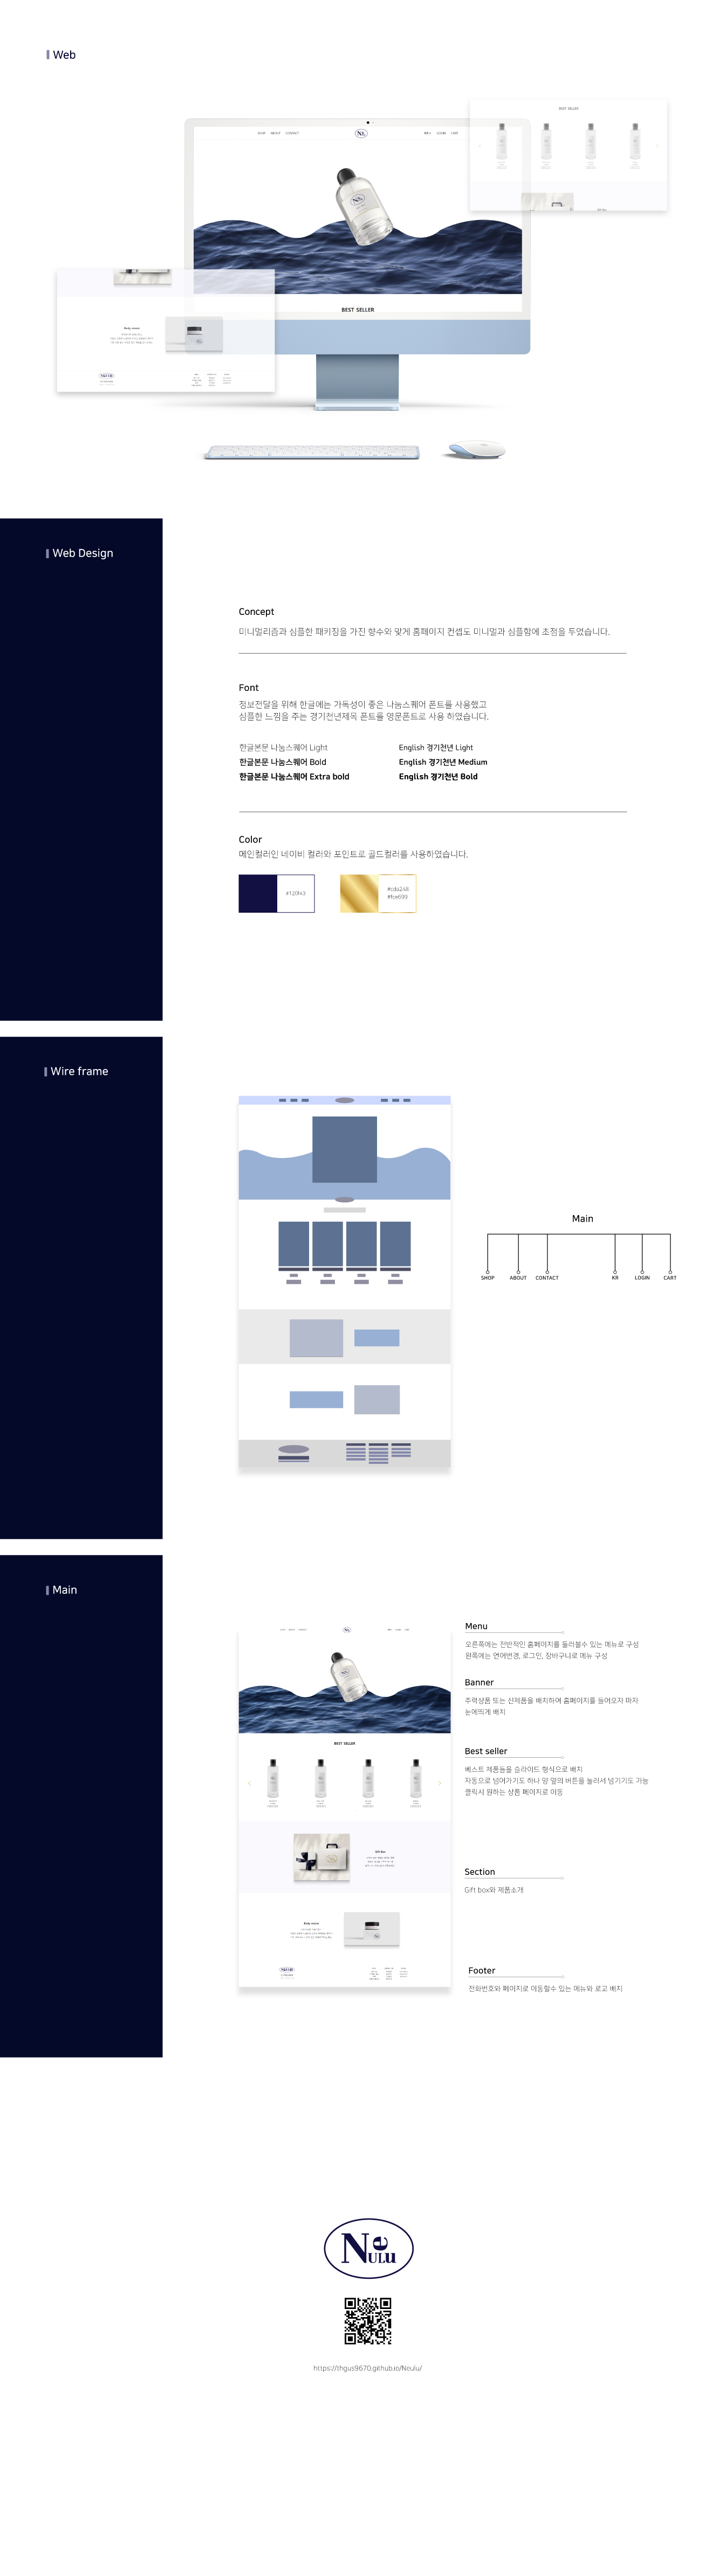 Web
SHOP ABOUT CONTACT
Ne
LOGIN CART
BEST SELLER
BEST SELLER
Gift Box
Body cream
NEULU
Web Design
Concept
미니멀리즘과 심플한 패키징을 가진 향수와 맞게 홈페이지 컨셉도 미니멀과 심플함에 초점을 두었습니다.
Font
정보전달을 위해 한글에는 가독성이 좋은 나눔스퀘어 폰트를 사용했고
심플한 느낌을 주는 경기천년제목 폰트를 영문폰트로 사용 하였습니다.
한글본문 나눔스퀘어 Light
English 경기천년 Light
한글본문 나눔스퀘어 Bold
English 경기천년 Medium
한글본문 나눔스퀘어 Extra bold
English 경기천년 Bold
Color
메인컬러인 네이비 컬러와 포인트로 골드컬러를 사용하였습니다.
#120f43
#cda248
#fce699
Wire frame
Main
SHOP ABOUT CONTACT KR LOGIN CART
Main
Menu
오른쪽에는 전반적인 홈페이지를 둘러볼수 있는 메뉴로 구성
왼쪽에는 언어변경, 로그인, 장바구니로 메뉴 구성
Banner
주력상품 또는 신제품을 배치하여 홈페이지를 들어오자 마자
눈에띄게 배치
BEST SELLER
Best seller
베스트 제품들을 슬라이드 형식으로 배치
자동으로 넘어가기도 하나 양 옆의 버튼을 눌러서 넘기기도 가능
클릭시 원하는 상품 페이지로 이동
Gift Box
Section
Gift box와 제품소개
Body cream
NEULU
Footer
전화번호와 페이지로 이동할수 있는 메뉴와 로고 배치
Neulu
https://thgus9670.github.io/Neulu/